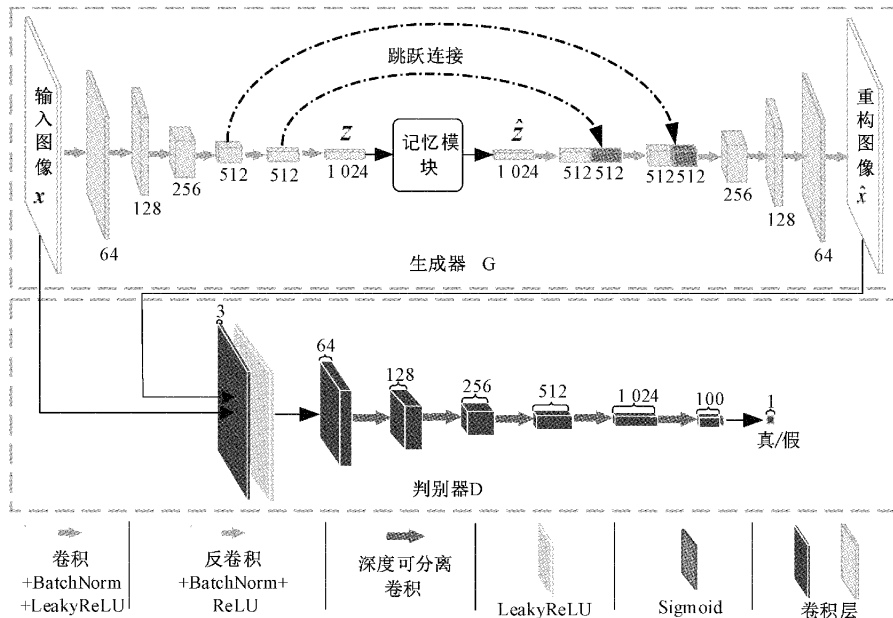 跳跃连接
输入图像 x
64
128
256
512
512
z
1 024
记忆模块
ẑ
1 024
512 512
512 512
256
128
64
重构图像 x̂
生成器 G
3
64
128
256
512
1 024
100
1
真/假
判别器D
卷积
+BatchNorm
+LeakyReLU
反卷积
+BatchNorm+
ReLU
深度可分离
卷积
LeakyReLU
Sigmoid
卷积层